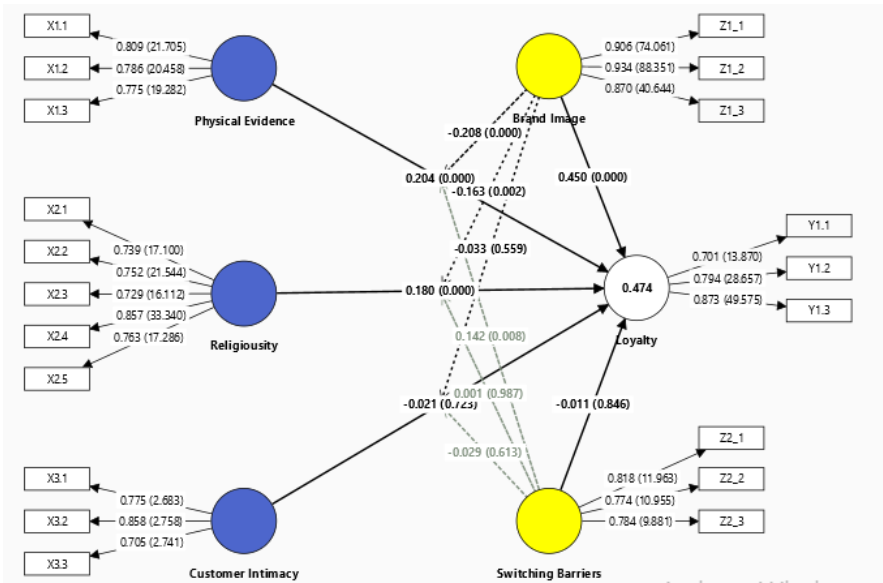 X1.1
0.809 (21.705)
X1.2
0.786 (20.458)
X1.3
0.775 (19.282)
Physical Evidence
Z1_1
0.906 (74.061)
Z1_2
0.934 (88.351)
Z1_3
0.870 (40.644)
Brand Image
-0.208 (0.000)
0.204 (0.000)
-0.163 (0.002)
0.450 (0.000)
X2.1
0.739 (17.100)
X2.2
0.752 (21.544)
X2.3
0.729 (16.112)
X2.4
0.857 (33.340)
X2.5
0.763 (17.286)
Religiousity
-0.033 (0.559)
0.180 (0.000)
0.474
Loyalty
Y1.1
0.701 (13.870)
Y1.2
0.794 (28.657)
Y1.3
0.873 (49.575)
0.142 (0.008)
0.001 (0.987)
-0.021 (0.723)
-0.011 (0.846)
-0.029 (0.613)
X3.1
0.775 (2.683)
X3.2
0.858 (2.758)
X3.3
0.705 (2.741)
Customer Intimacy
Z2_1
0.818 (11.963)
Z2_2
0.774 (10.955)
Z2_3
0.784 (9.881)
Switching Barriers